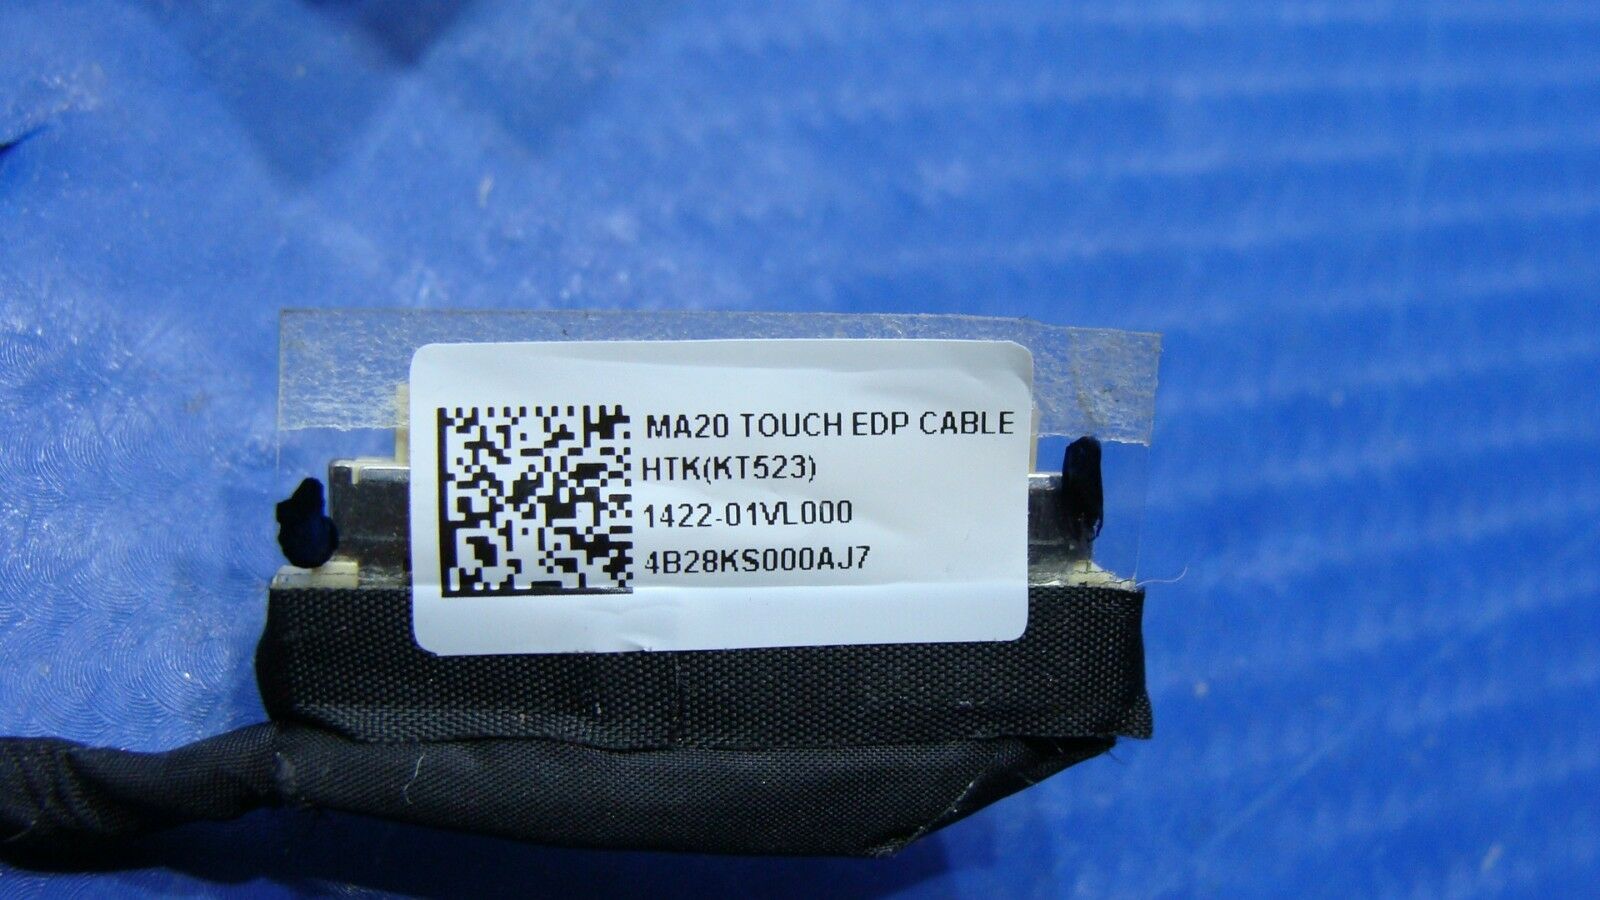 MA20 TOUCH EDP CABLE
HTK(KT523)
1422-01VL000
4B28KS000AJ7